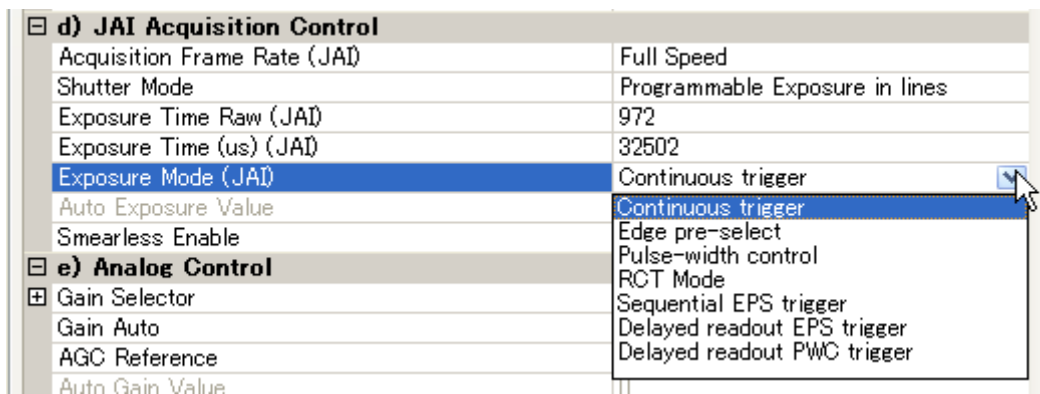 d) JAI Acquisition Control
Acquisition Frame Rate (JAI) Full Speed
Shutter Mode Programmable Exposure in lines
Exposure Time Raw (JAI) 972
Exposure Time (us) (JAI) 32502
Exposure Mode (JAI) Continuous trigger
Auto Exposure Value Continuous trigger
Smearless Enable Edge pre-select
Pulse-width control
e) Analog Control RCT Mode
Gain Selector Sequential EPS trigger
Gain Auto Delayed readout EPS trigger
AGC Reference Delayed readout PWC trigger
Auto Gain Value